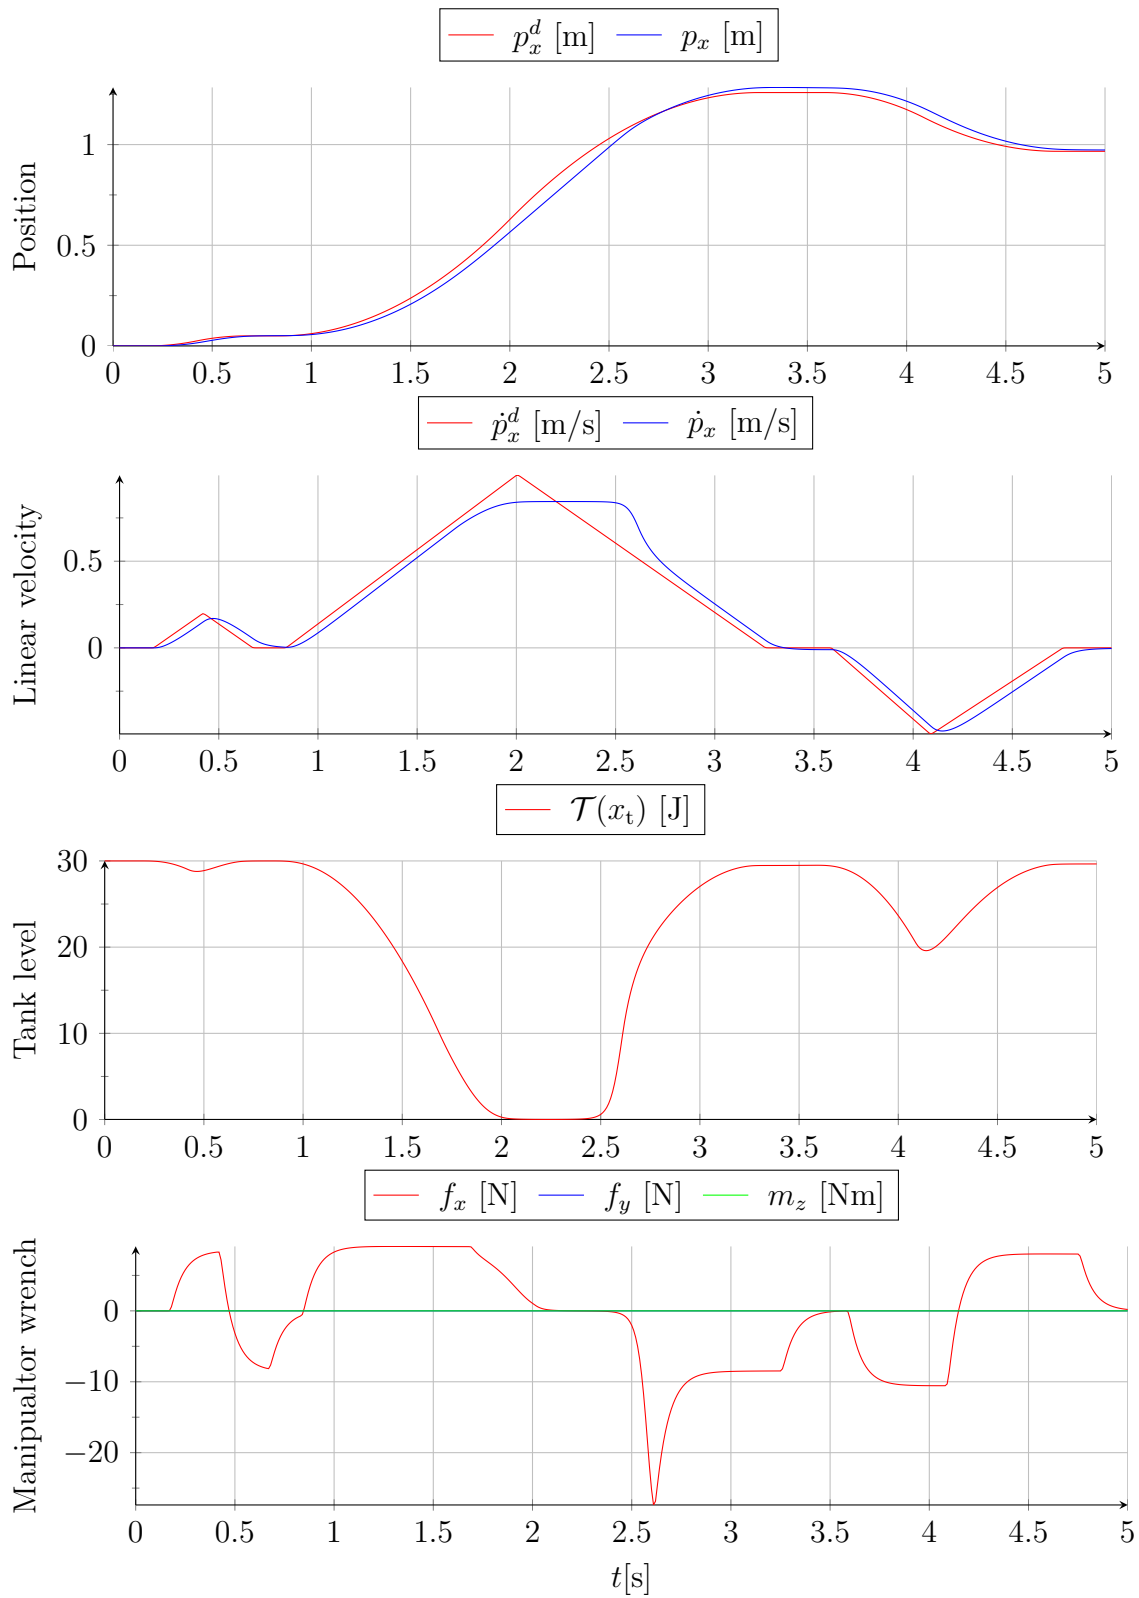 p_x^d [m] p_x [m]
Position
1
0.5
0
0 0.5 1 1.5 2 2.5 3 3.5 4 4.5 5
ṗ_x^d [m/s] ṗ_x [m/s]
Linear velocity
0.5
0
0 0.5 1 1.5 2 2.5 3 3.5 4 4.5 5
𝒯(x_t) [J]
Tank level
30
20
10
0
0 0.5 1 1.5 2 2.5 3 3.5 4 4.5 5
f_x [N] f_y [N] m_z [Nm]
Manipualtor wrench
0
−10
−20
0 0.5 1 1.5 2 2.5 3 3.5 4 4.5 5
t[s]